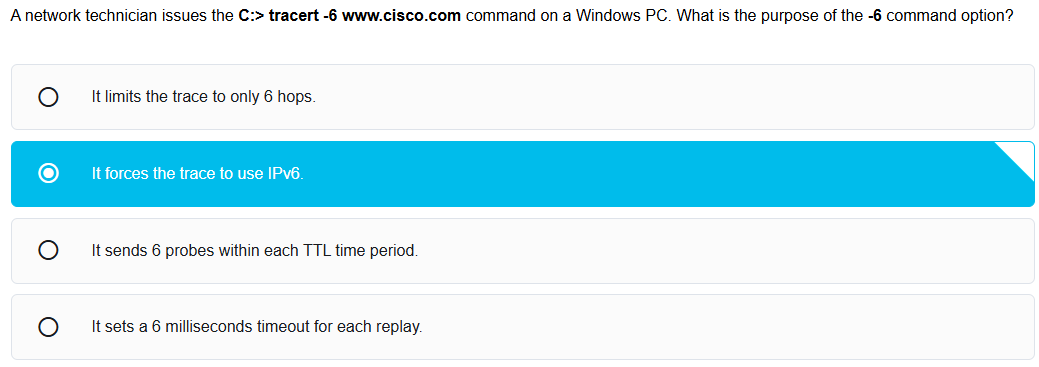 A network technician issues the C:> tracert -6 www.cisco.com command on a Windows PC. What is the purpose of the -6 command option?
It limits the trace to only 6 hops.
It forces the trace to use IPv6.
It sends 6 probes within each TTL time period.
It sets a 6 milliseconds timeout for each replay.